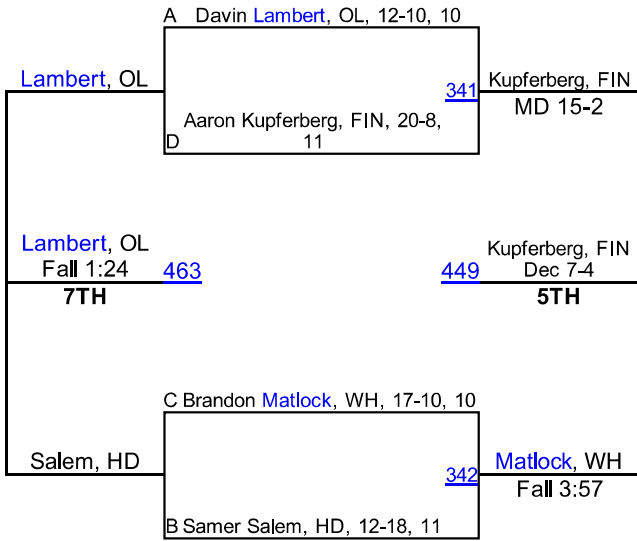 A Davin Lambert, OL, 12-10, 10
Lambert, OL
341
Kupferberg, FIN
MD 15-2
Aaron Kupferberg, FIN, 20-8,
D 11
Lambert, OL
Fall 1:24
7TH
463
449
Kupferberg, FIN
Dec 7-4
5TH
C Brandon Matlock, WH, 17-10, 10
Salem, HD
342
Matlock, WH
Fall 3:57
B Samer Salem, HD, 12-18, 11